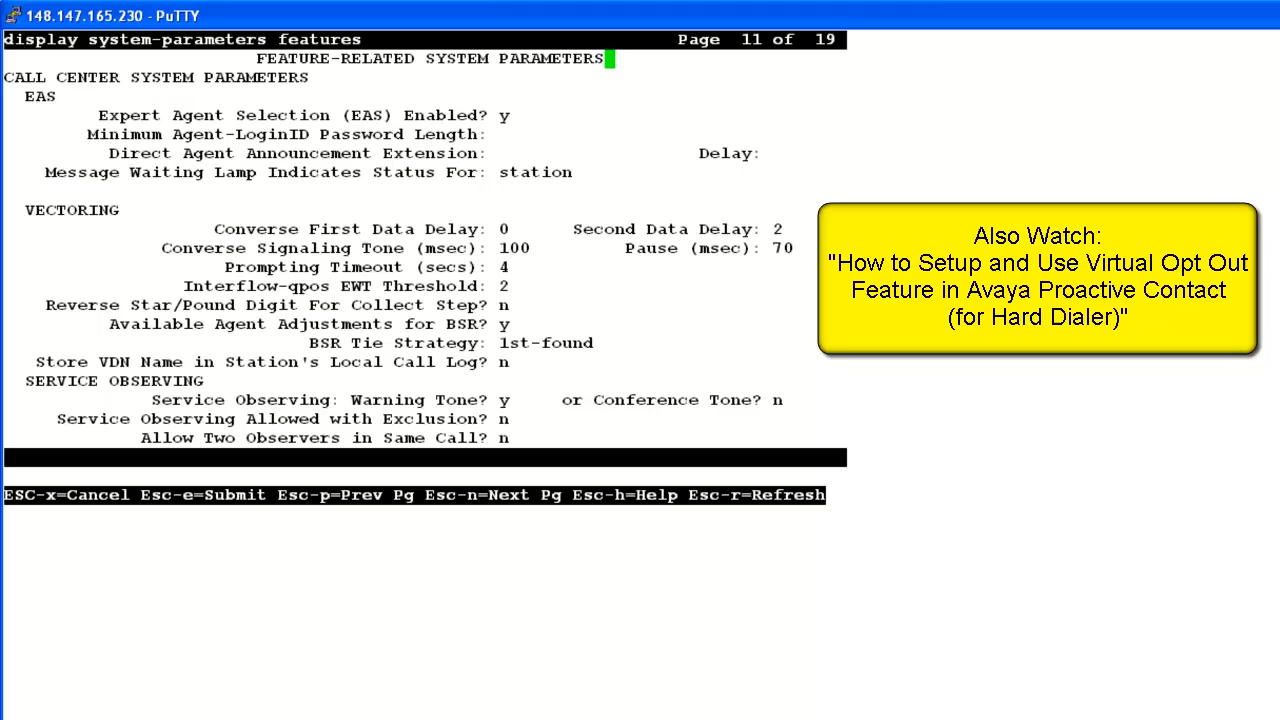 148.147.165.230 - PuTTY
display system-parameters features Page 11 of 19
FEATURE-RELATED SYSTEM PARAMETERS
CALL CENTER SYSTEM PARAMETERS
EAS
Expert Agent Selection (EAS) Enabled? y
Minimum Agent-LoginID Password Length:
Direct Agent Announcement Extension: Delay:
Message Waiting Lamp Indicates Status For: station
VECTORING
Converse First Data Delay: 0 Second Data Delay: 2
Converse Signaling Tone (msec): 100 Pause (msec): 70
Prompting Timeout (secs): 4
Interflow-qpos EWT Threshold: 2
Reverse Star/Pound Digit For Collect Step? n
Available Agent Adjustments for BSR? y
BSR Tie Strategy: 1st-found
Store VDN Name in Station's Local Call Log? n
SERVICE OBSERVING
Service Observing: Warning Tone? y or Conference Tone? n
Service Observing Allowed with Exclusion? n
Allow Two Observers in Same Call? n
ESC-x=Cancel Esc-e=Submit Esc-p=Prev Pg Esc-n=Next Pg Esc-h=Help Esc-r=Refresh
Also Watch:
"How to Setup and Use Virtual Opt Out
Feature in Avaya Proactive Contact
(for Hard Dialer)"